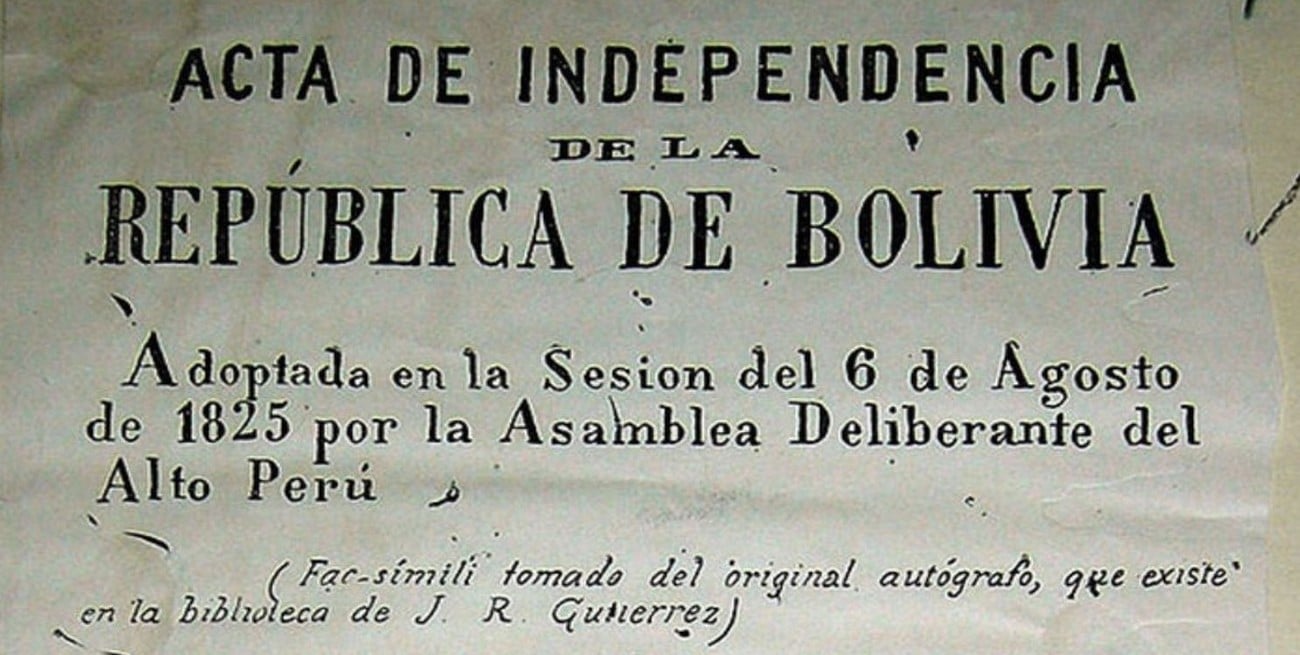 ACTA DE INDEPENDENCIA
DE LA
REPÚBLICA DE BOLIVIA
Adoptada en la Sesion del 6 de Agosto
de 1825 por la Asamblea Deliberante del
Alto Perú
(Fac-símili tomado del original autógrafo, que existe
en la biblioteca de J. R. Gutierrez)